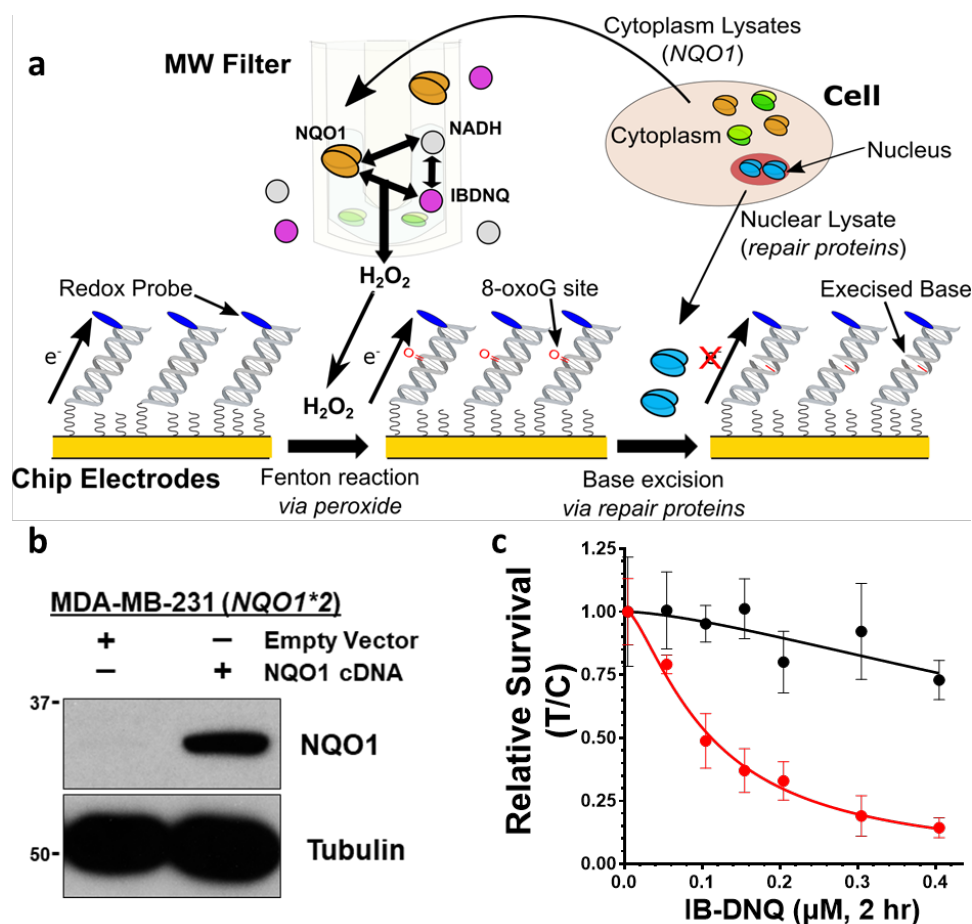 a
MW Filter
NQO1
NADH
IBDNQ
H₂O₂
Cytoplasm Lysates
(NQO1)
Cell
Cytoplasm
Nucleus
Nuclear Lysate
(repair proteins)
Redox Probe
8-oxoG site
Execised Base
e⁻
e⁻
H₂O₂
Chip Electrodes
Fenton reaction
via peroxide
Base excision
via repair proteins
b
MDA-MB-231 (NQO1*2)
+ – Empty Vector
– + NQO1 cDNA
37-
NQO1
50-
Tubulin
c
Relative Survival
(T/C)
1.25
1.00
0.75
0.50
0.25
0.00
0.0 0.1 0.2 0.3 0.4
IB-DNQ (μM, 2 hr)